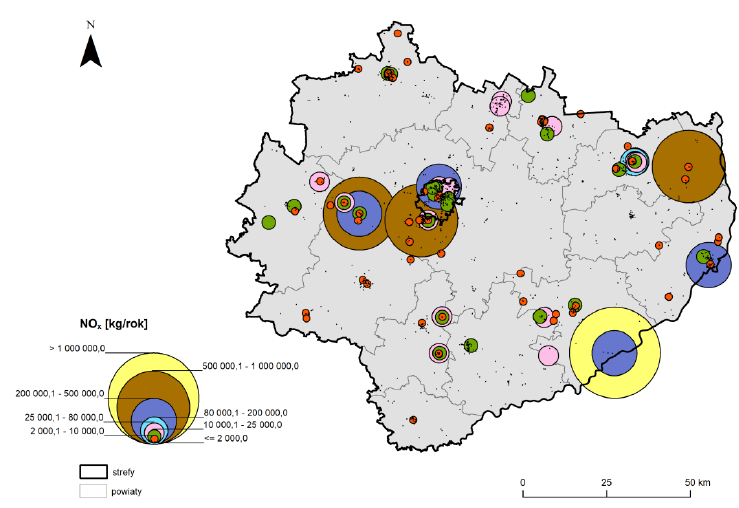 N
NOₓ [kg/rok]
> 1 000 000,0
500 000,1 - 1 000 000,0
200 000,1 - 500 000,0
80 000,1 - 200 000,0
25 000,1 - 80 000,0
10 000,1 - 25 000,0
2 000,1 - 10 000,0
<= 2 000,0
strefy
powiaty
0 25 50 km